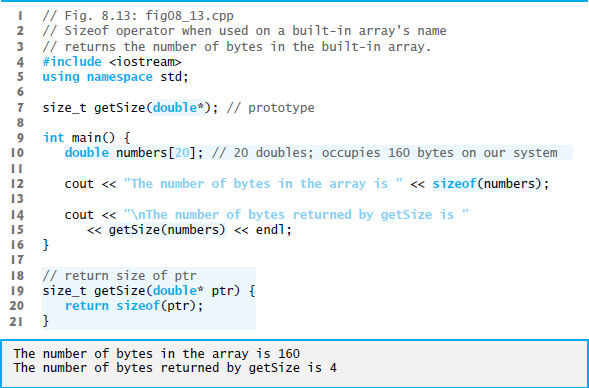 1 // Fig. 8.13: fig08_13.cpp
2 // Sizeof operator when used on a built-in array's name
3 // returns the number of bytes in the built-in array.
4 #include <iostream>
5 using namespace std;
6
7 size_t getSize(double*); // prototype
8
9 int main() {
10 double numbers[20]; // 20 doubles; occupies 160 bytes on our system
11
12 cout << "The number of bytes in the array is " << sizeof(numbers);
13
14 cout << "\nThe number of bytes returned by getSize is "
15 << getSize(numbers) << endl;
16 }
17
18 // return size of ptr
19 size_t getSize(double* ptr) {
20 return sizeof(ptr);
21 }
The number of bytes in the array is 160
The number of bytes returned by getSize is 4